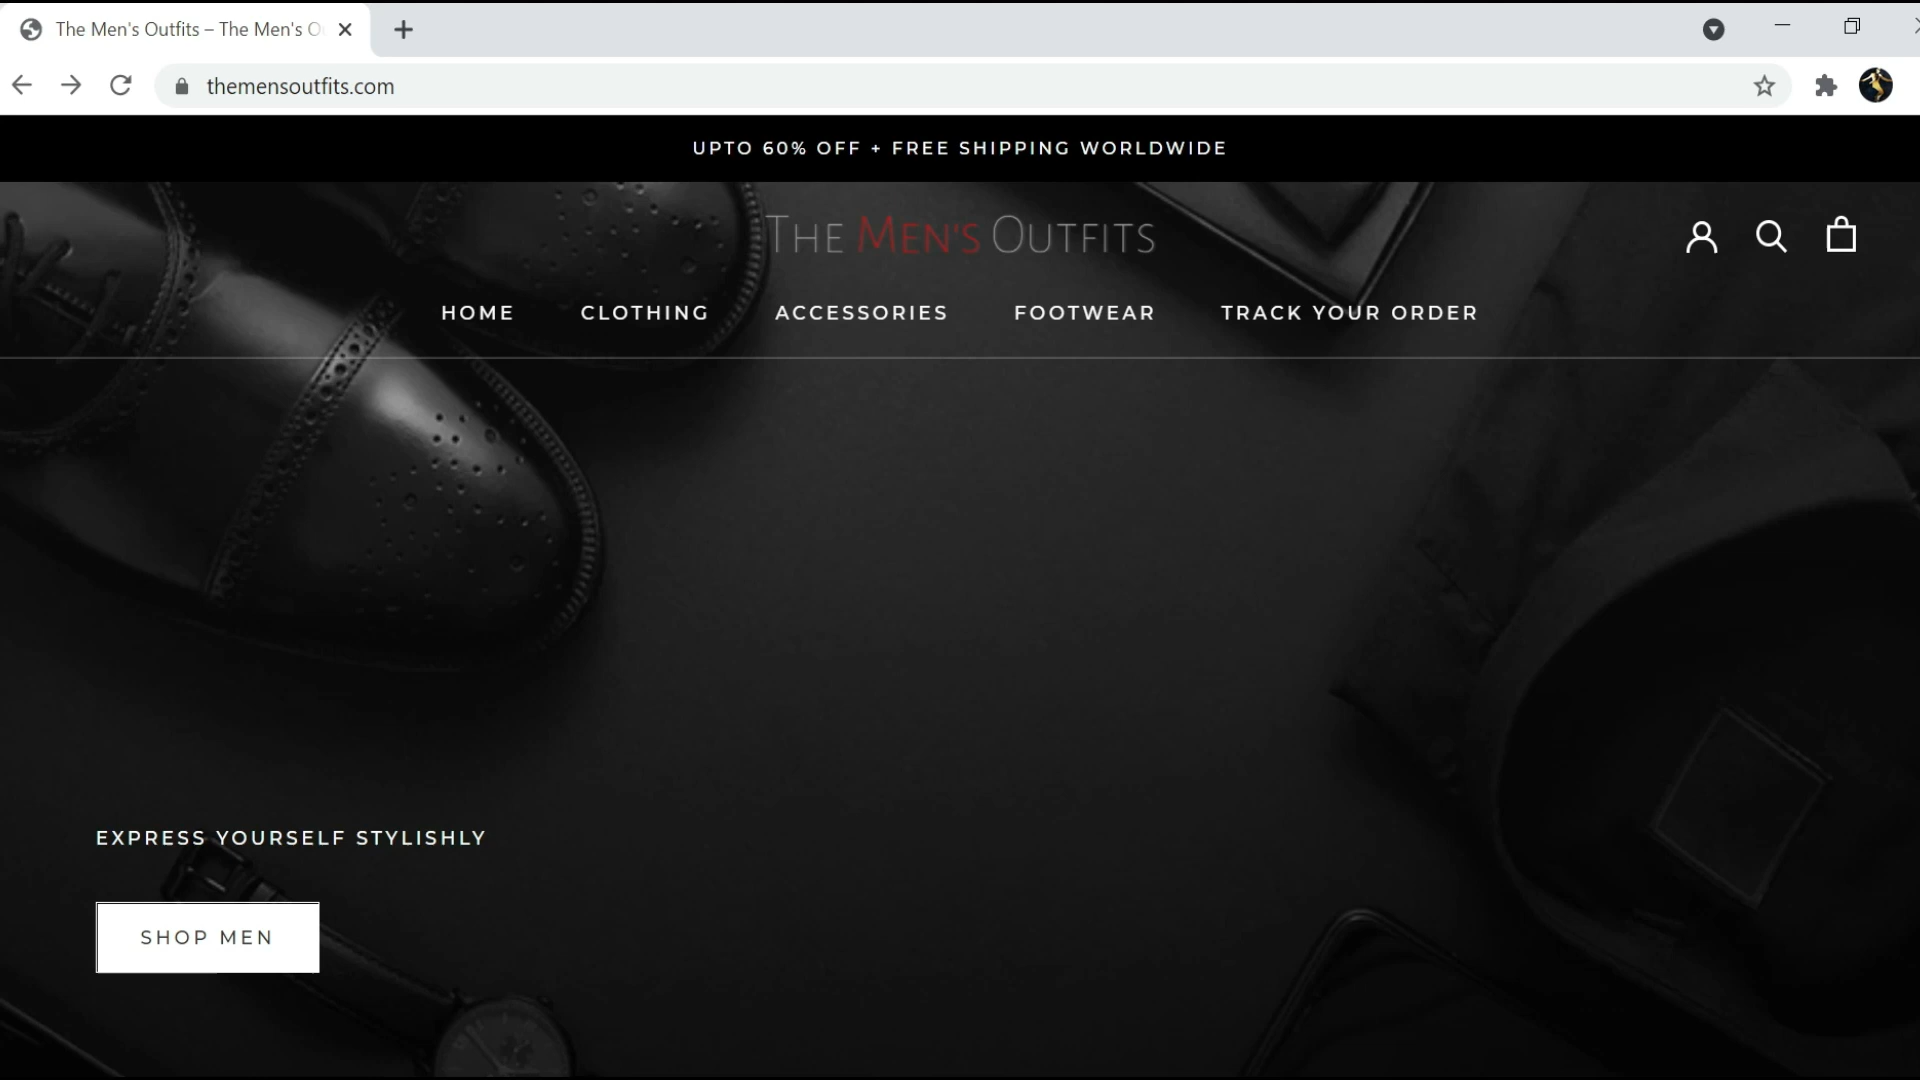 The Men's Outfits – The Men's O
themensoutfits.com
UPTO 60% OFF + FREE SHIPPING WORLDWIDE
THE MEN'S OUTFITS
HOME CLOTHING ACCESSORIES FOOTWEAR TRACK YOUR ORDER
EXPRESS YOURSELF STYLISHLY
SHOP MEN